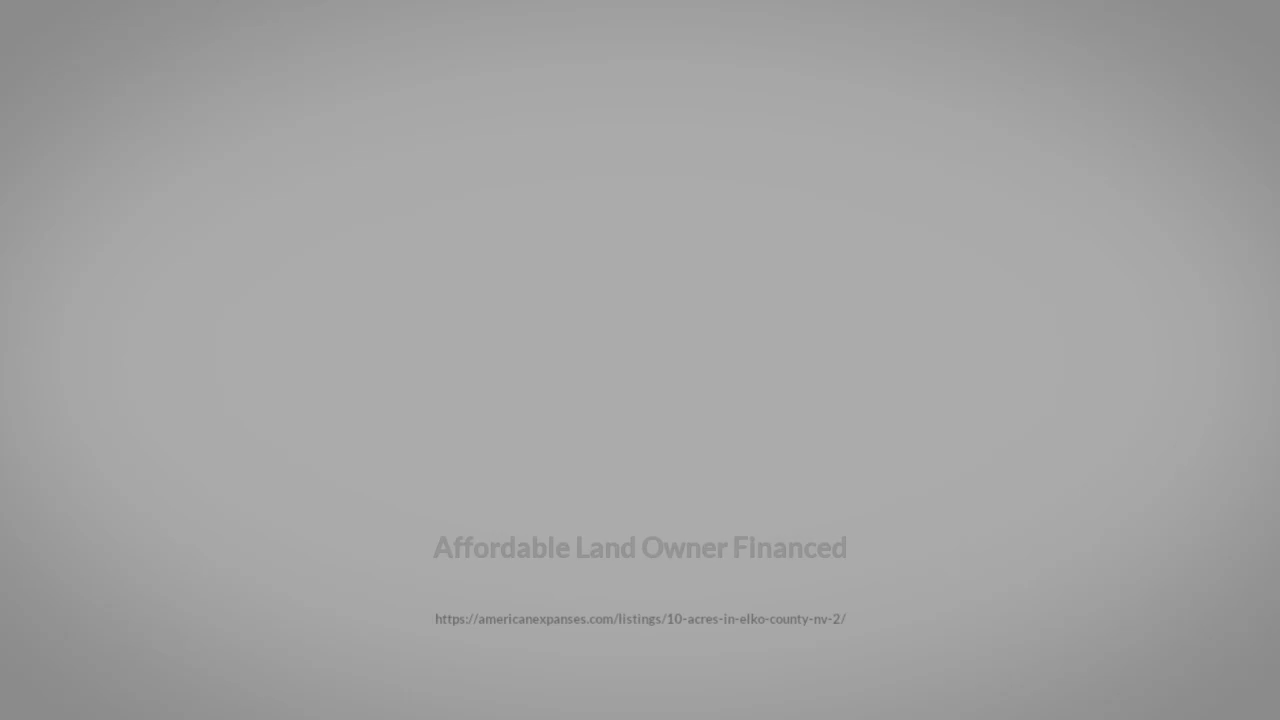 Affordable Land Owner Financed
https://americanexpanses.com/listings/10-acres-in-elko-county-nv-2/